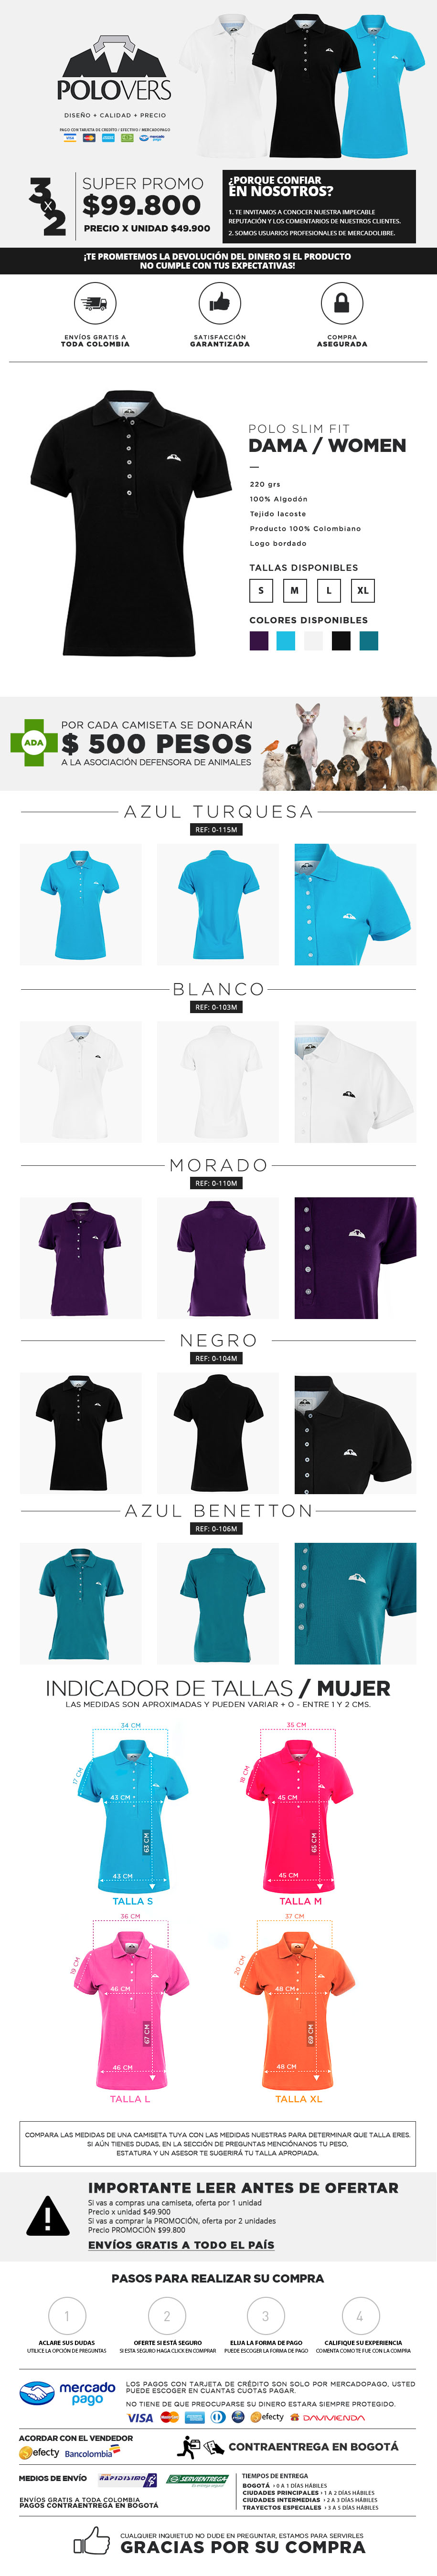 POLOVERS
DISEÑO + CALIDAD + PRECIO
PAGO CON TARJETA DE CREDITO / EFECTIVO / MERCADOPAGO
VISA
mercado pago
3x2
SUPER PROMO
$99.800
PRECIO X UNIDAD $49.900
¿PORQUE CONFIAR
EN NOSOTROS?
1. TE INVITAMOS A CONOCER NUESTRA IMPECABLE
REPUTACIÓN Y LOS COMENTARIOS DE NUESTROS CLIENTES.
2. SOMOS USUARIOS PROFESIONALES DE MERCADOLIBRE.
¡TE PROMETEMOS LA DEVOLUCIÓN DEL DINERO SI EL PRODUCTO
NO CUMPLE CON TUS EXPECTATIVAS!
ENVÍOS GRATIS A
TODA COLOMBIA
SATISFACCIÓN
GARANTIZADA
COMPRA
ASEGURADA
POLO SLIM FIT
DAMA / WOMEN
220 grs
100% Algodón
Tejido lacoste
Producto 100% Colombiano
Logo bordado
TALLAS DISPONIBLES
S M L XL
COLORES DISPONIBLES
ADA
POR CADA CAMISETA SE DONARÁN
$ 500 PESOS
A LA ASOCIACIÓN DEFENSORA DE ANIMALES
AZUL TURQUESA
REF: 0-115M
BLANCO
REF: 0-103M
MORADO
REF: 0-110M
NEGRO
REF: 0-104M
AZUL BENETTON
REF: 0-106M
INDICADOR DE TALLAS / MUJER
LAS MEDIDAS SON APROXIMADAS Y PUEDEN VARIAR + O - ENTRE 1 Y 2 CMS.
34 CM
17 CM
43 CM
63 CM
43 CM
TALLA S
35 CM
18 CM
45 CM
65 CM
45 CM
TALLA M
36 CM
19 CM
46 CM
67 CM
46 CM
TALLA L
37 CM
20 CM
48 CM
69 CM
48 CM
TALLA XL
COMPARA LAS MEDIDAS DE UNA CAMISETA TUYA CON LAS MEDIDAS NUESTRAS PARA DETERMINAR QUE TALLA ERES.
SI AÚN TIENES DUDAS, EN LA SECCIÓN DE PREGUNTAS MENCIÓNANOS TU PESO,
ESTATURA Y UN ASESOR TE SUGERIRÁ TU TALLA APROPIADA.
IMPORTANTE LEER ANTES DE OFERTAR
Si vas a compras una camiseta, oferta por 1 unidad
Precio x unidad $49.900
Si vas a comprar la PROMOCIÓN, oferta por 2 unidades
Precio PROMOCIÓN $99.800
ENVÍOS GRATIS A TODO EL PAÍS
PASOS PARA REALIZAR SU COMPRA
1 2 3 4
ACLARE SUS DUDAS
UTILICE LA OPCIÓN DE PREGUNTAS
OFERTE SI ESTÁ SEGURO
SI ESTA SEGURO HAGA CLICK EN COMPRAR
ELIJA LA FORMA DE PAGO
PUEDE ESCOGER LA FORMA DE PAGO
CALIFIQUE SU EXPERIENCIA
COMENTA COMO TE FUE CON LA COMPRA
mercado
pago
LOS PAGOS CON TARJETA DE CRÉDITO SON SOLO POR MERCADOPAGO, USTED
PUEDE ESCOGER EN CUANTAS CUOTAS PAGAR.
NO TIENE DE QUE PREOCUPARSE SU DINERO ESTARA SIEMPRE PROTEGIDO.
VISA MasterCard efecty DAVIVIENDA
ACORDAR CON EL VENDEDOR
efecty Bancolombia
CONTRAENTREGA EN BOGOTÁ
MEDIOS DE ENVÍO
RAPIDISIMO
SERVIENTREGA
ENVÍOS GRATIS A TODA COLOMBIA
PAGOS CONTRAENTREGA EN BOGOTÁ
TIEMPOS DE ENTREGA
BOGOTÁ • 0 A 1 DÍAS HÁBILES
CIUDADES PRINCIPALES • 1 A 2 DÍAS HÁBILES
CIUDADES INTERMEDIAS • 2 A 3 DÍAS HÁBILES
TRAYECTOS ESPECIALES • 3 A 5 DÍAS HÁBILES
CUALQUIER INQUIETUD NO DUDE EN PREGUNTAR, ESTAMOS PARA SERVIRLES
GRACIAS POR SU COMPRA